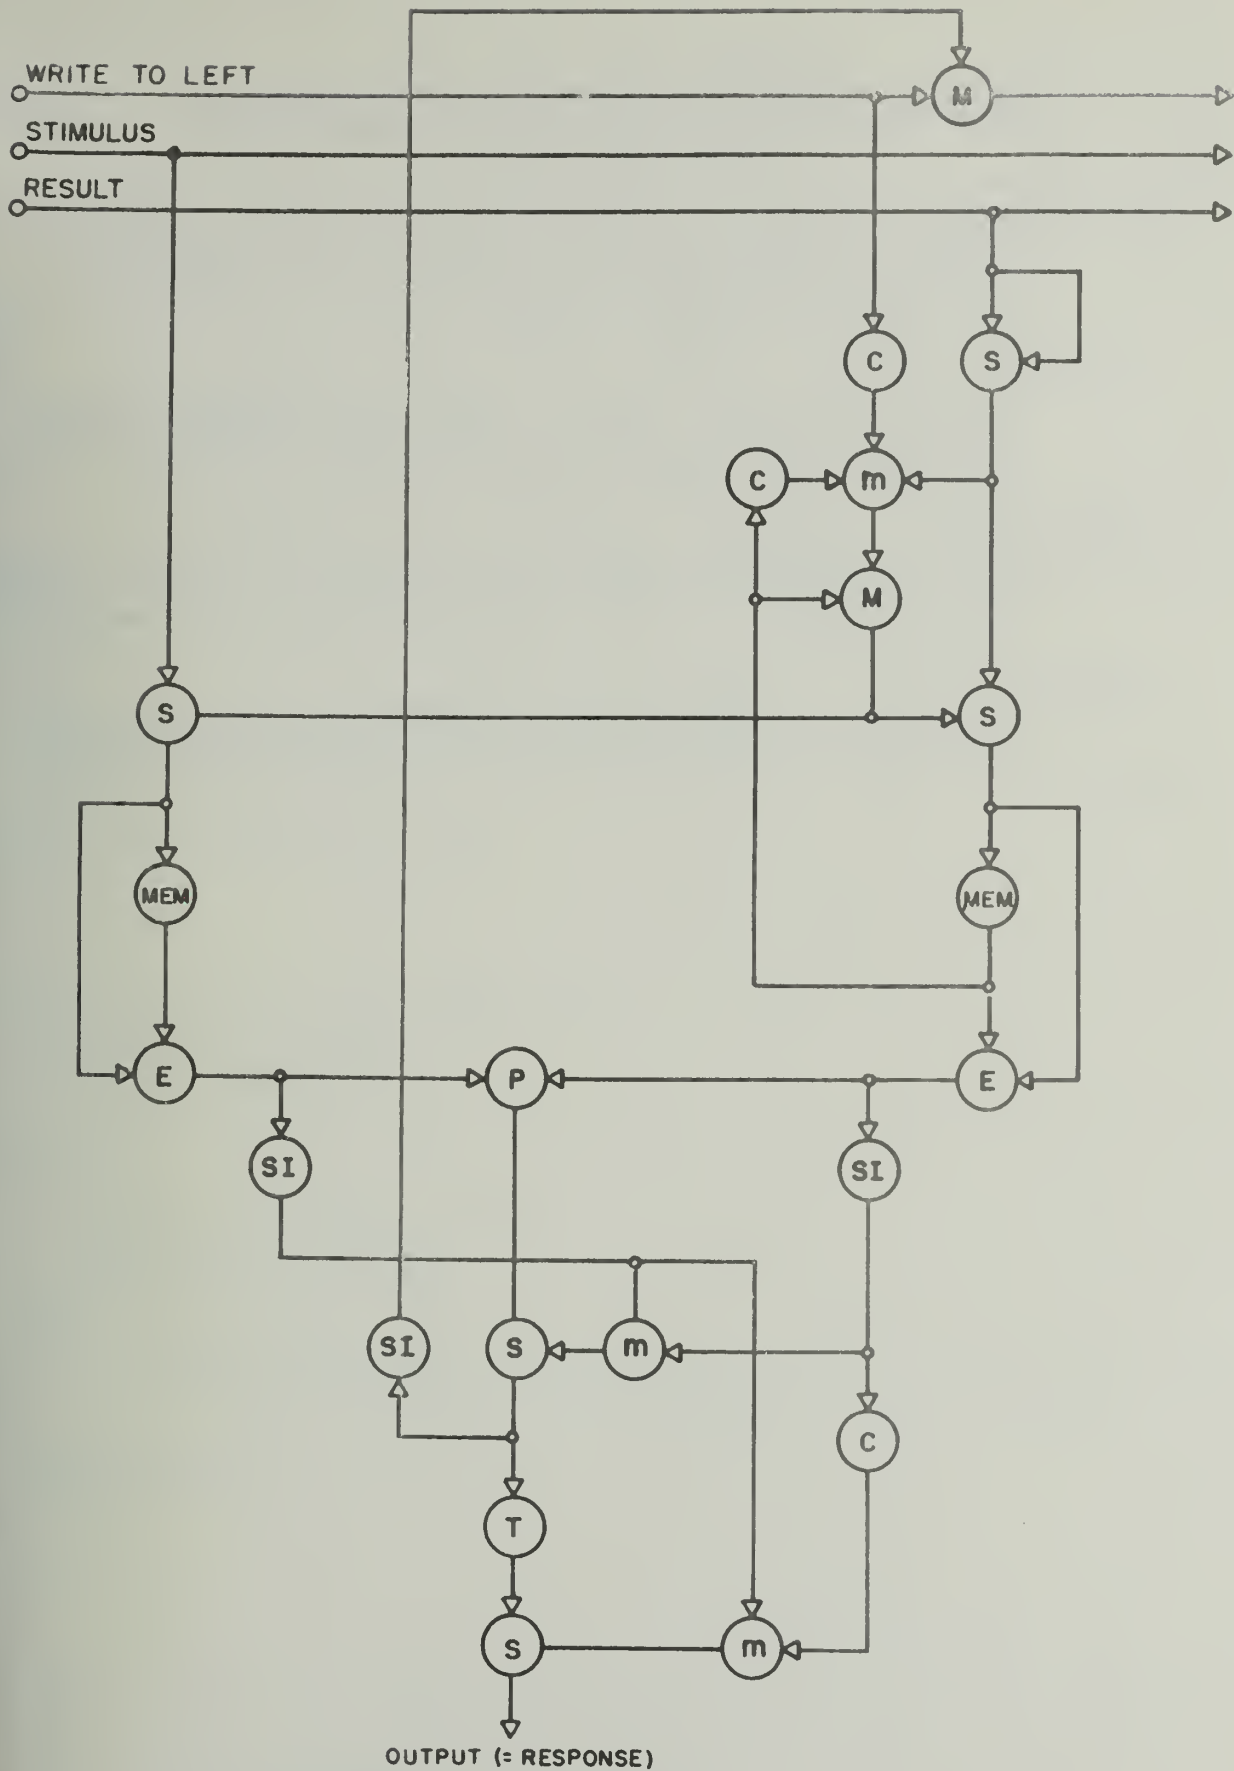 WRITE TO LEFT
M
STIMULUS
RESULT
C
S
C
m
M
S
S
MEM
MEM
E
P
E
SI
SI
SI
S
m
C
T
S
m
OUTPUT (= RESPONSE)